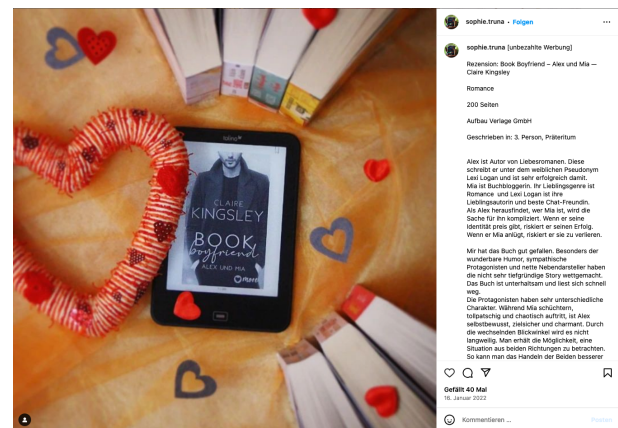 tolino
CLAIRE
KINGSLEY
BOOK
boyfriend
ALEX UND MIA
more
sophie.truna • Folgen
sophie.truna [unbezahlte Werbung]
Rezension: Book Boyfriend – Alex und Mia —
Claire Kingsley
Romance
200 Seiten
Aufbau Verlage GmbH
Geschrieben in: 3. Person, Präteritum
Alex ist Autor von Liebesromanen. Diese
schreibt er unter dem weiblichen Pseudonym
Lexi Logan und ist sehr erfolgreich damit.
Mia ist Buchbloggerin. Ihr Lieblingsgenre ist
Romance und Lexi Logan ist ihre
Lieblingsautorin und beste Chat-Freundin.
Als Alex herausfindet, wer Mia ist, wird die
Sache für ihn kompliziert. Wenn er seine
Identität preis gibt, riskiert er seinen Erfolg.
Wenn er Mia anlügt, riskiert er sie zu verlieren.
Mir hat das Buch gut gefallen. Besonders der
wunderbare Humor, sympathische
Protagonisten und nette Nebendarsteller haben
die nicht sehr tiefgründige Story wettgemacht.
Das Buch ist unterhaltsam und liest sich schnell
weg.
Die Protagonisten haben sehr unterschiedliche
Charakter. Während Mia schüchtern,
tollpatschig und chaotisch auftritt, ist Alex
selbstbewusst, zielsicher und charmant. Durch
die wechselnden Blickwinkel wird es nicht
langweilig. Man erhält die Möglichkeit, eine
Situation aus beiden Richtungen zu betrachten.
So kann man das Handeln der Beiden besserer
Gefällt 40 Mal
16. Januar 2022
Kommentieren ...
Posten